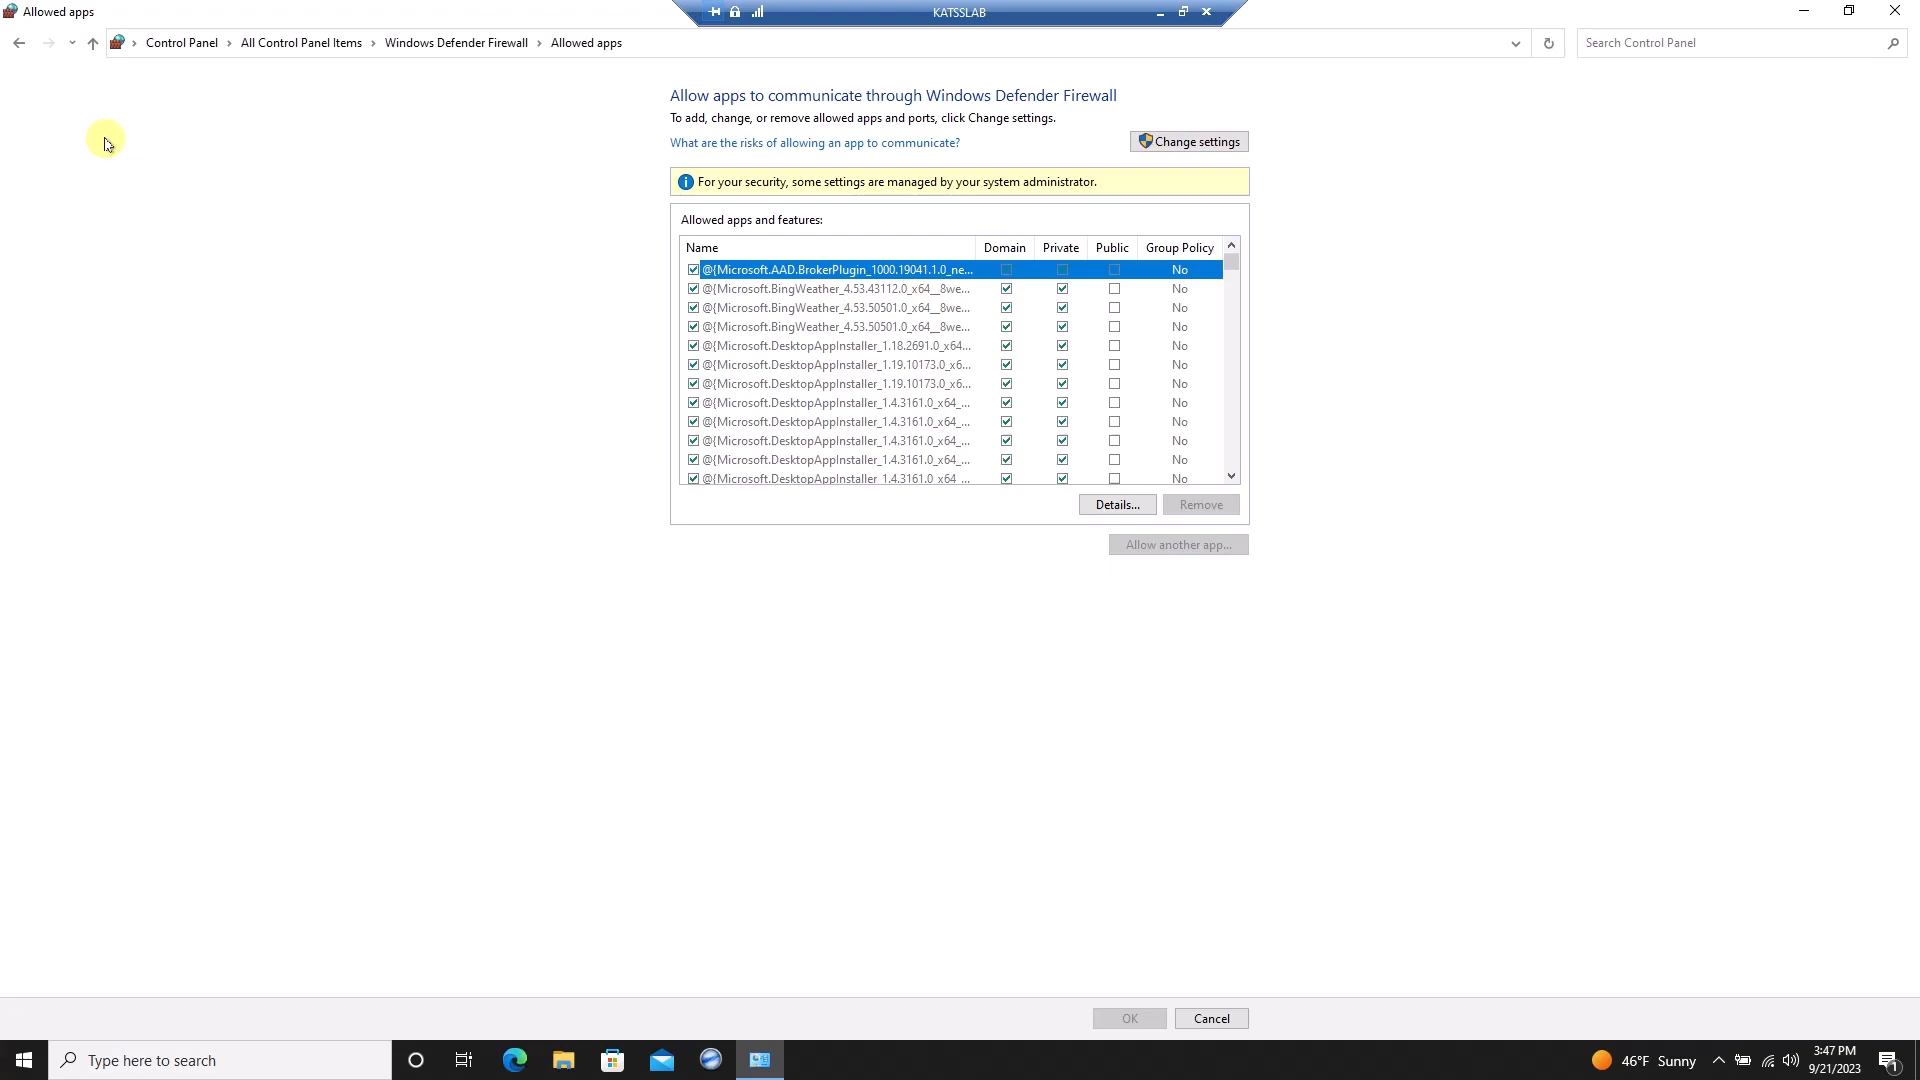 Allowed apps
KATSSLAB
Control Panel > All Control Panel Items > Windows Defender Firewall > Allowed apps
Search Control Panel
Allow apps to communicate through Windows Defender Firewall
To add, change, or remove allowed apps and ports, click Change settings.
What are the risks of allowing an app to communicate?
Change settings
For your security, some settings are managed by your system administrator.
Allowed apps and features:
Name Domain Private Public Group Policy
@{Microsoft.AAD.BrokerPlugin_1000.19041.1.0_ne... No
@{Microsoft.BingWeather_4.53.43112.0_x64__8we... No
@{Microsoft.BingWeather_4.53.50501.0_x64__8we... No
@{Microsoft.BingWeather_4.53.50501.0_x64__8we... No
@{Microsoft.DesktopAppInstaller_1.18.2691.0_x64... No
@{Microsoft.DesktopAppInstaller_1.19.10173.0_x6... No
@{Microsoft.DesktopAppInstaller_1.19.10173.0_x6... No
@{Microsoft.DesktopAppInstaller_1.4.3161.0_x64_... No
@{Microsoft.DesktopAppInstaller_1.4.3161.0_x64_... No
@{Microsoft.DesktopAppInstaller_1.4.3161.0_x64_... No
@{Microsoft.DesktopAppInstaller_1.4.3161.0_x64_... No
@{Microsoft.DesktopAppInstaller_1.4.3161.0_x64_... No
Details... Remove
Allow another app...
OK Cancel
Type here to search
46°F Sunny
3:47 PM
9/21/2023
1